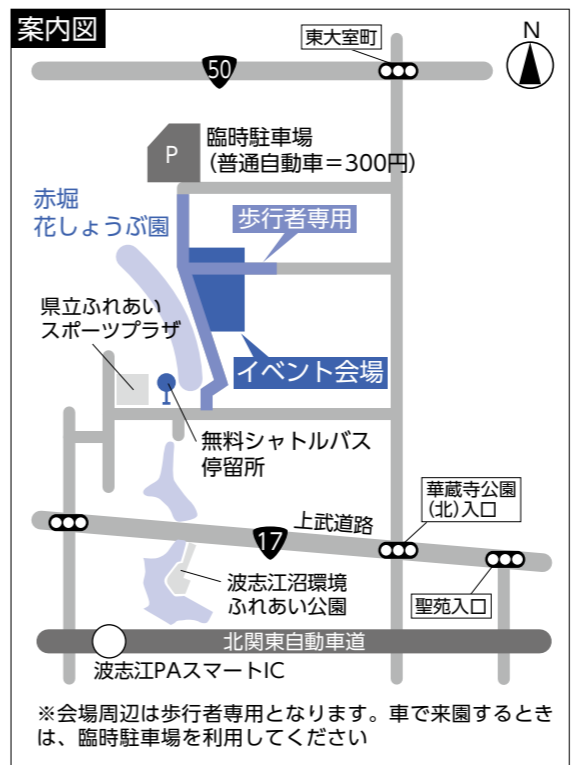 案内図
東大室町
N
50
P
臨時駐車場
(普通自動車=300円)
赤堀
花しょうぶ園
歩行者専用
県立ふれあい
スポーツプラザ
イベント会場
無料シャトルバス
停留所
華蔵寺公園
(北)入口
上武道路
17
波志江沼環境
ふれあい公園
聖苑入口
北関東自動車道
波志江PAスマートIC
※会場周辺は歩行者専用となります。車で来園するとき
は、臨時駐車場を利用してください